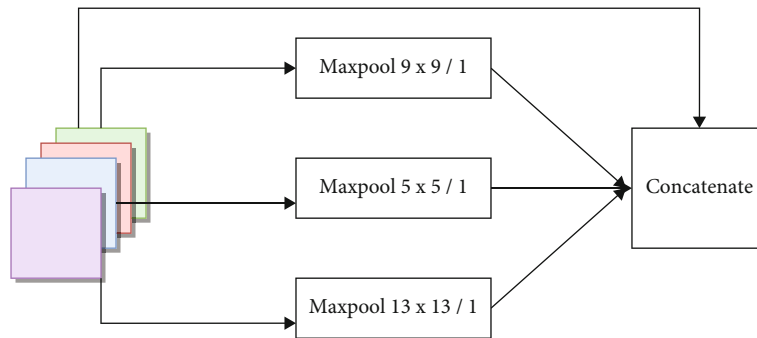 Maxpool 9 x 9 / 1
Maxpool 5 x 5 / 1
Concatenate
Maxpool 13 x 13 / 1